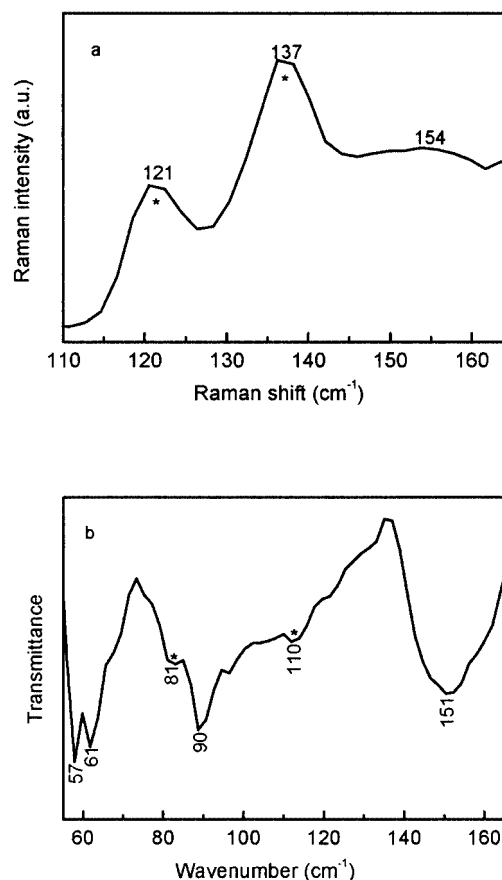 a
137
*
154
121
*
Raman intensity (a.u.)
110 120 130 140 150 160
Raman shift (cm⁻¹)
b
81*
110*
57
61
90
151
Transmittance
60 80 100 120 140 160
Wavenumber (cm⁻¹)